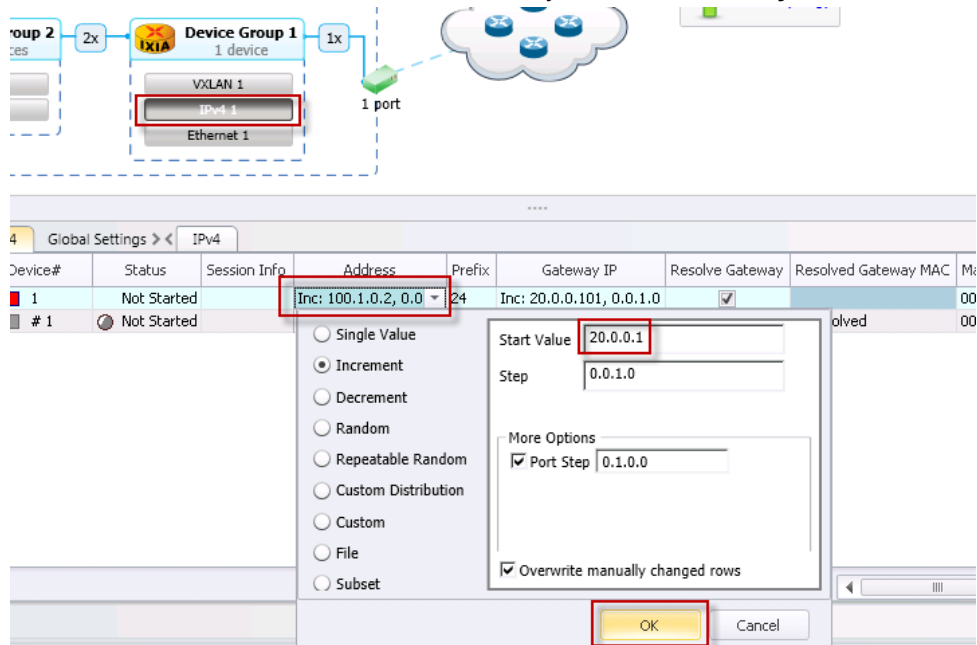 roup 2
ces
2x
IXIA
Device Group 1
1 device
1x
VXLAN 1
IPv4 1
Ethernet 1
1 port
4 Global Settings IPv4
Device# Status Session Info Address Prefix Gateway IP Resolve Gateway Resolved Gateway MAC Ma
1 Not Started Inc: 100.1.0.2, 0.0 24 Inc: 20.0.0.101, 0.0.1.0 00
# 1 Not Started olved 00
Single Value
Increment
Decrement
Random
Repeatable Random
Custom Distribution
Custom
File
Subset
Start Value 20.0.0.1
Step 0.0.1.0
More Options
Port Step 0.1.0.0
Overwrite manually changed rows
OK Cancel